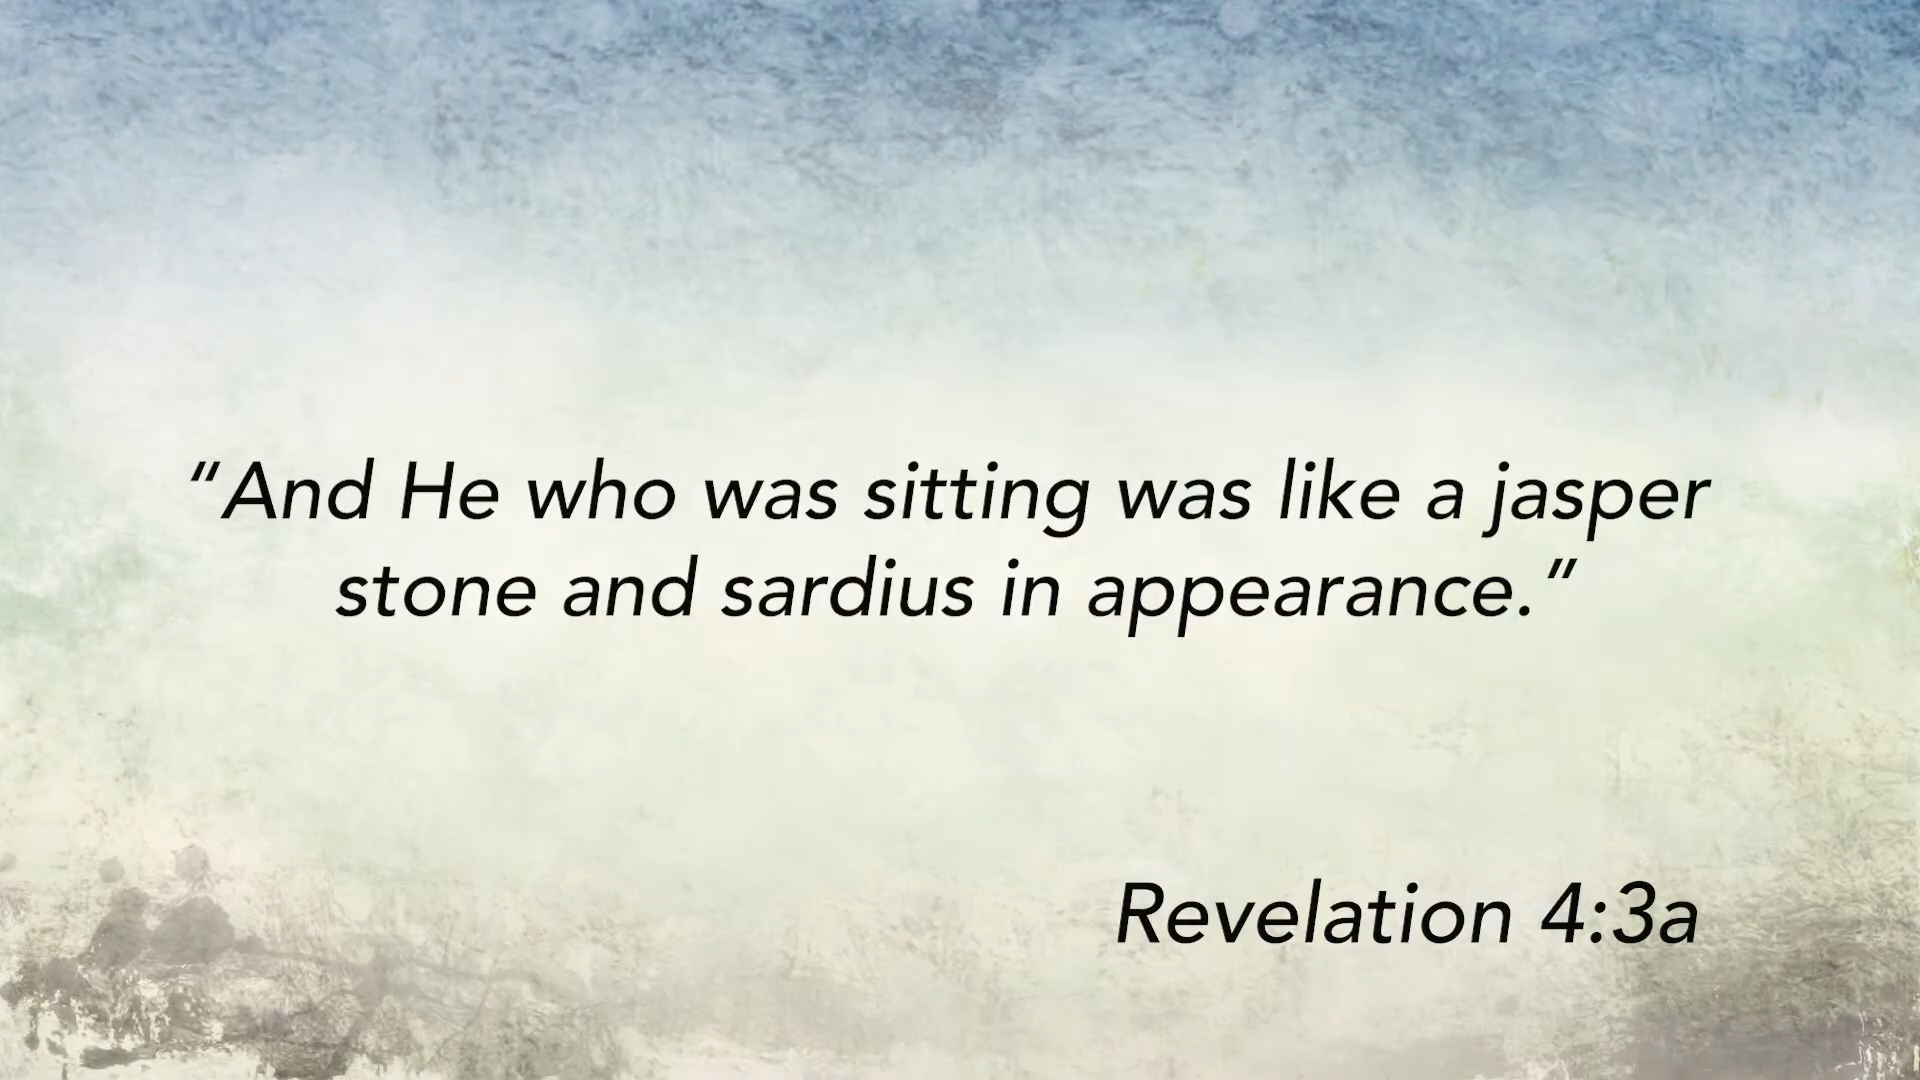 “And He who was sitting was like a jasper
stone and sardius in appearance.”
Revelation 4:3a